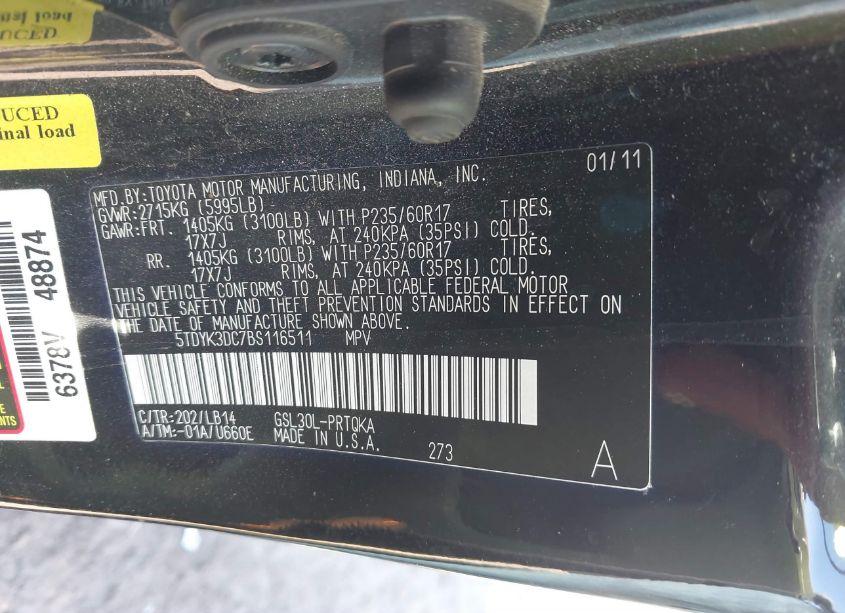 UCED
inal load
48874
6378V
ENTS
01/11
MFD.BY:TOYOTA MOTOR MANUFACTURING, INDIANA, INC.
GVWR:2715KG (5995LB)
GAWR:FRT. 1405KG (3100LB) WITH P235/60R17 TIRES,
17X7J RIMS, AT 240KPA (35PSI) COLD.
RR. 1405KG (3100LB) WITH P235/60R17 TIRES,
17X7J RIMS, AT 240KPA (35PSI) COLD.
THIS VEHICLE CONFORMS TO ALL APPLICABLE FEDERAL MOTOR
VEHICLE SAFETY AND THEFT PREVENTION STANDARDS IN EFFECT ON
THE DATE OF MANUFACTURE SHOWN ABOVE.
5TDYK3DC7BS116511 MPV
C/TR:202/LB14 GSL30L-PRTQKA
A/TM:-01A/U660E MADE IN U.S.A.
273
A